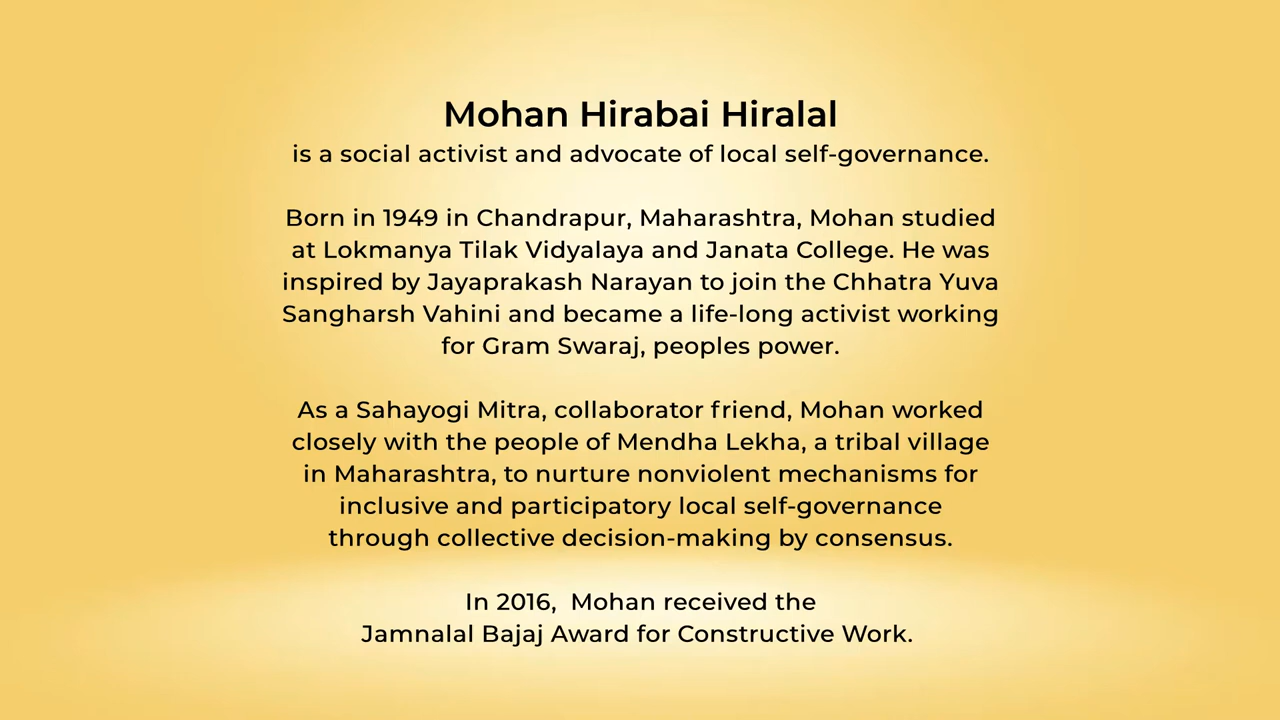 Mohan Hirabai Hiralal
is a social activist and advocate of local self-governance.
Born in 1949 in Chandrapur, Maharashtra, Mohan studied
at Lokmanya Tilak Vidyalaya and Janata College. He was
inspired by Jayaprakash Narayan to join the Chhatra Yuva
Sangharsh Vahini and became a life-long activist working
for Gram Swaraj, peoples power.
As a Sahayogi Mitra, collaborator friend, Mohan worked
closely with the people of Mendha Lekha, a tribal village
in Maharashtra, to nurture nonviolent mechanisms for
inclusive and participatory local self-governance
through collective decision-making by consensus.
In 2016,  Mohan received the
Jamnalal Bajaj Award for Constructive Work.